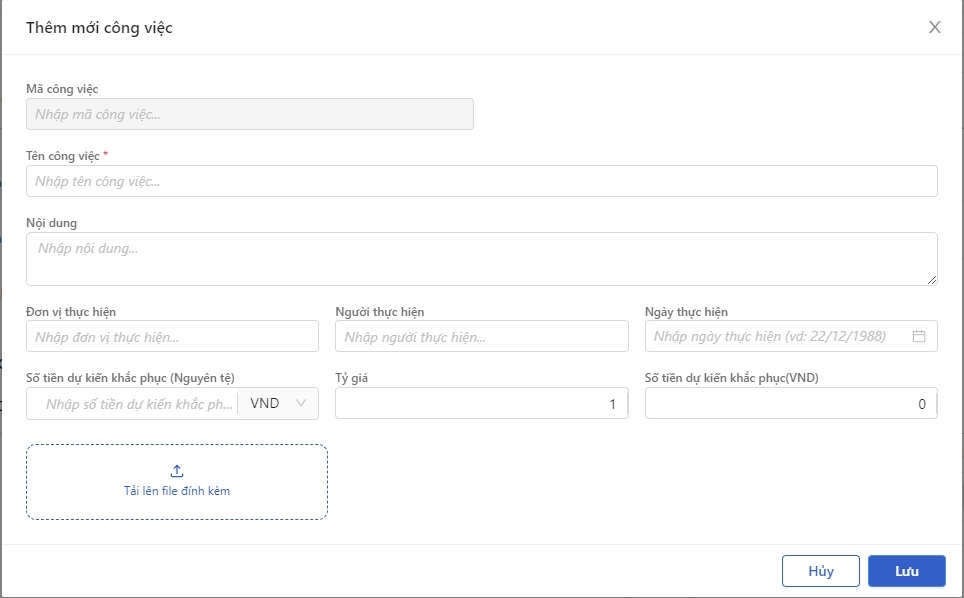 Thêm mới công việc
Mã công việc
Nhập mã công việc...
Tên công việc *
Nhập tên công việc...
Nội dung
Nhập nội dung...
Đơn vị thực hiện
Người thực hiện
Ngày thực hiện
Nhập đơn vị thực hiện...
Nhập người thực hiện...
Nhập ngày thực hiện (vd: 22/12/1988)
Số tiền dự kiến khắc phục (Nguyên tệ)
Tỷ giá
Số tiền dự kiến khắc phục(VND)
Nhập số tiền dự kiến khắc ph...
VND
1
0
Tải lên file đính kèm
Hủy
Lưu